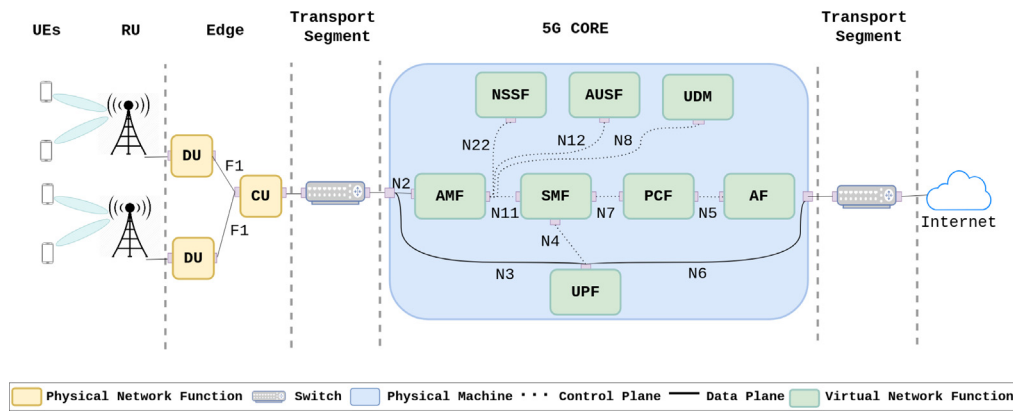 UEs RU Edge Transport Segment 5G CORE Transport Segment
NSSF AUSF UDM
DU
F1
N22 N12 N8
CU
N2
AMF SMF PCF AF
N11 N7 N5
Internet
F1
N4
DU
N3 N6
UPF
Physical Network Function Switch Physical Machine Control Plane Data Plane Virtual Network Function